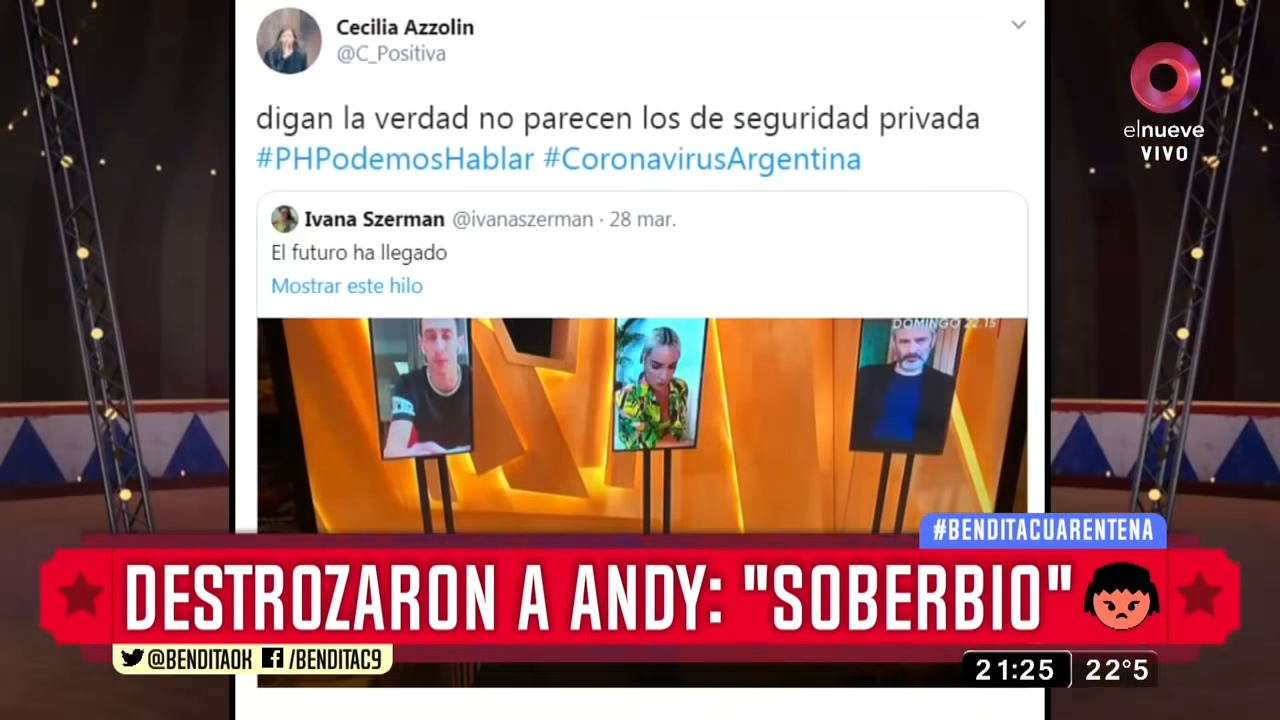 Cecilia Azzolin
@C_Positiva
digan la verdad no parecen los de seguridad privada
#PHPodemosHablar #CoronavirusArgentina
elnueve
VIVO
Ivana Szerman @ivanaszerman · 28 mar.
El futuro ha llegado
Mostrar este hilo
DOMINGO 22.15
#BENDITACUARENTENA
DESTROZARON A ANDY: "SOBERBIO"
@BENDITAOK /BENDITAC9
21:25 22°5